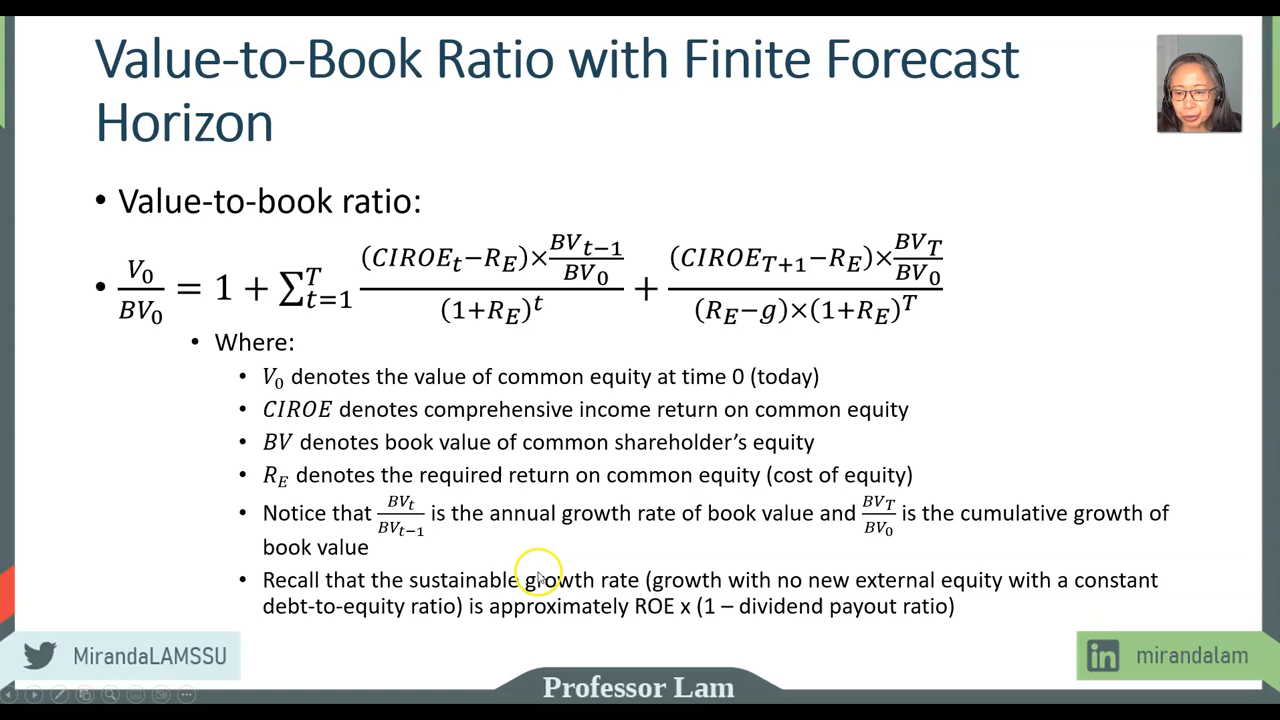 Value-to-Book Ratio with Finite Forecast
Horizon
• Value-to-book ratio:
• V₀/BV₀ = 1 + ∑ᵀₜ₌₁ (CIROEₜ−R_E)×BVₜ₋₁/BV₀ / (1+R_E)ᵗ + (CIROE_T+1−R_E)×BV_T/BV₀ / (R_E−g)×(1+R_E)ᵀ
• Where:
• V₀ denotes the value of common equity at time 0 (today)
• CIROE denotes comprehensive income return on common equity
• BV denotes book value of common shareholder’s equity
• R_E denotes the required return on common equity (cost of equity)
• Notice that BVₜ/BVₜ₋₁ is the annual growth rate of book value and BV_T/BV₀ is the cumulative growth of
book value
• Recall that the sustainable growth rate (growth with no new external equity with a constant
debt-to-equity ratio) is approximately ROE x (1 – dividend payout ratio)
MirandaLAMSSU
in mirandalam
Professor Lam